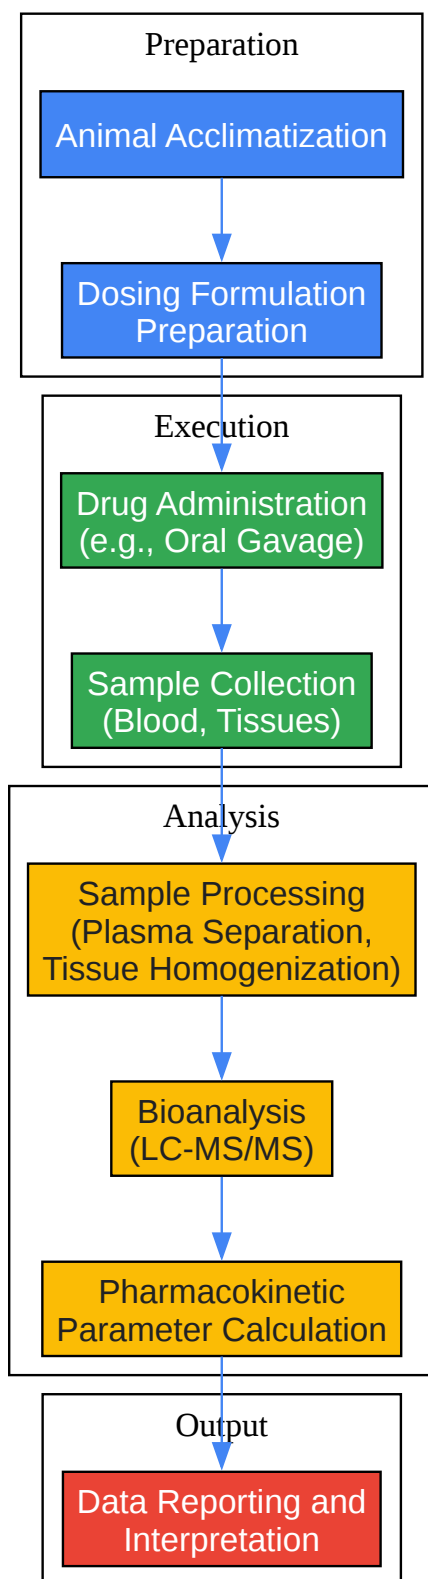 Preparation
Animal Acclimatization
Dosing Formulation
Preparation
Execution
Drug Administration
(e.g., Oral Gavage)
Sample Collection
(Blood, Tissues)
Analysis
Sample Processing
(Plasma Separation,
Tissue Homogenization)
Bioanalysis
(LC-MS/MS)
Pharmacokinetic
Parameter Calculation
Output
Data Reporting and
Interpretation